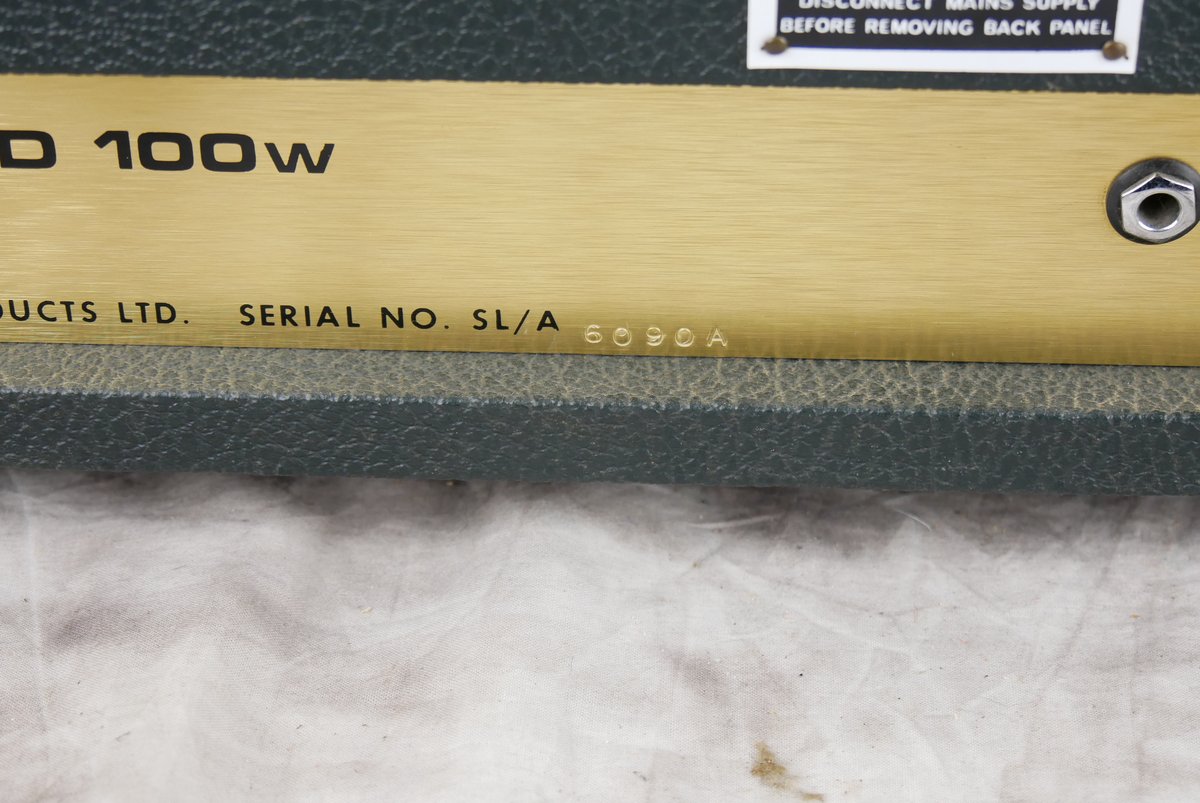 DISCONNECT MAINS SUPPLY
BEFORE REMOVING BACK PANEL
D 100W
DUCTS LTD. SERIAL NO. SL/A 6090A